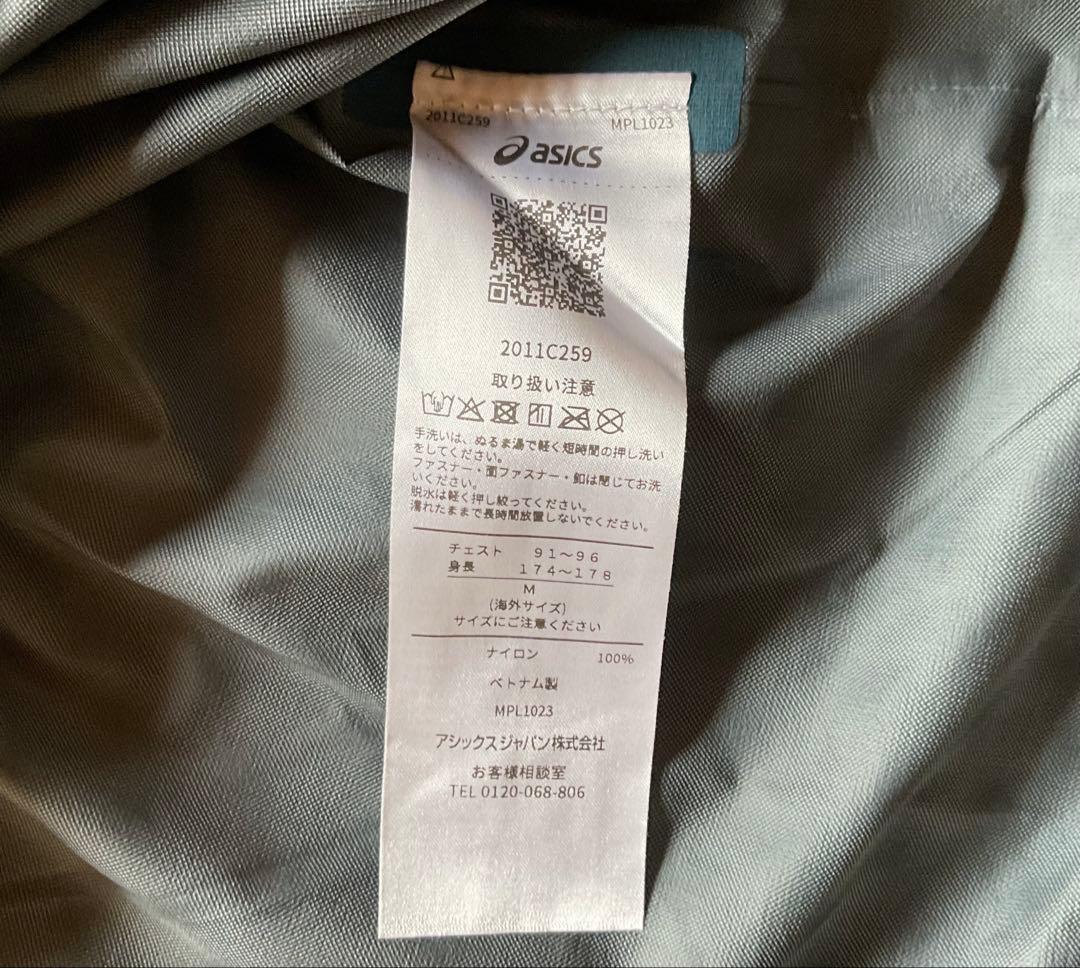 2011C259 MPL1023
asics
2011C259
取り扱い注意
手洗いは、ぬるま湯で軽く短時間の押し洗い
をしてください。
ファスナー・面ファスナー・釦は閉じてお洗
いください。
脱水は軽く押し絞ってください。
濡れたままで長時間放置しないでください。
チェスト 91～96
身長 174～178
M
(海外サイズ)
サイズにご注意ください
ナイロン 100%
ベトナム製
MPL1023
アシックスジャパン株式会社
お客様相談室
TEL 0120-068-806